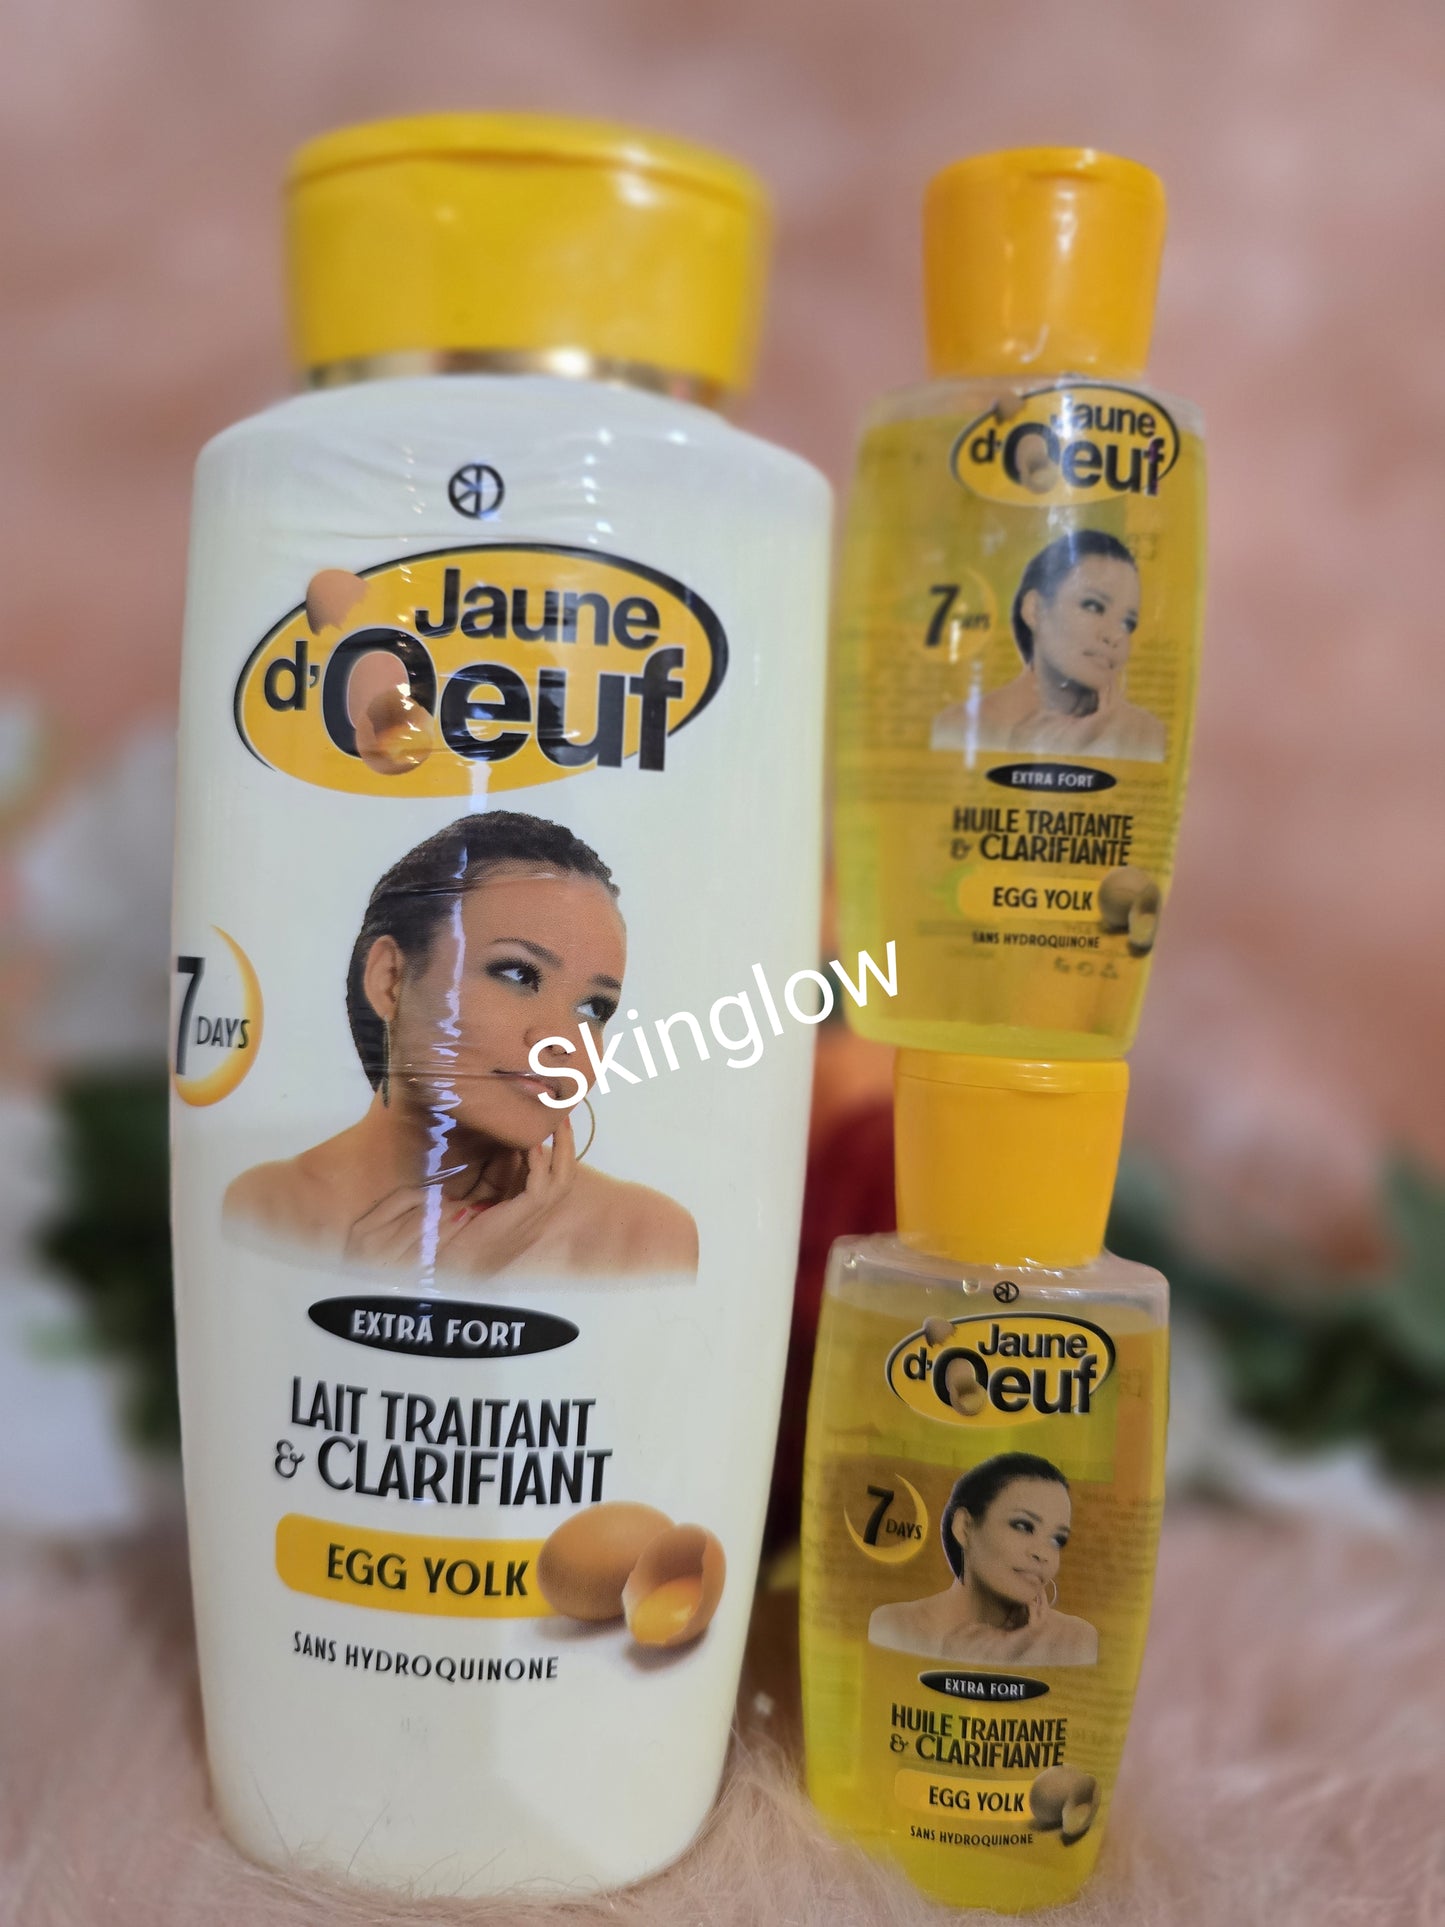 Jaune
d'Oeuf
7
DAYS
EXTRA FORT
LAIT TRAITANT
& CLARIFIANT
EGG YOLK
SANS HYDROQUINONE
Jaune
d'Oeuf
7
EXTRA FORT
HUILE TRAITANTE
& CLARIFIANTE
EGG YOLK
SANS HYDROQUINONE
Skinglow
Jaune
d'Oeuf
7
DAYS
EXTRA FORT
HUILE TRAITANTE
& CLARIFIANTE
EGG YOLK
SANS HYDROQUINONE